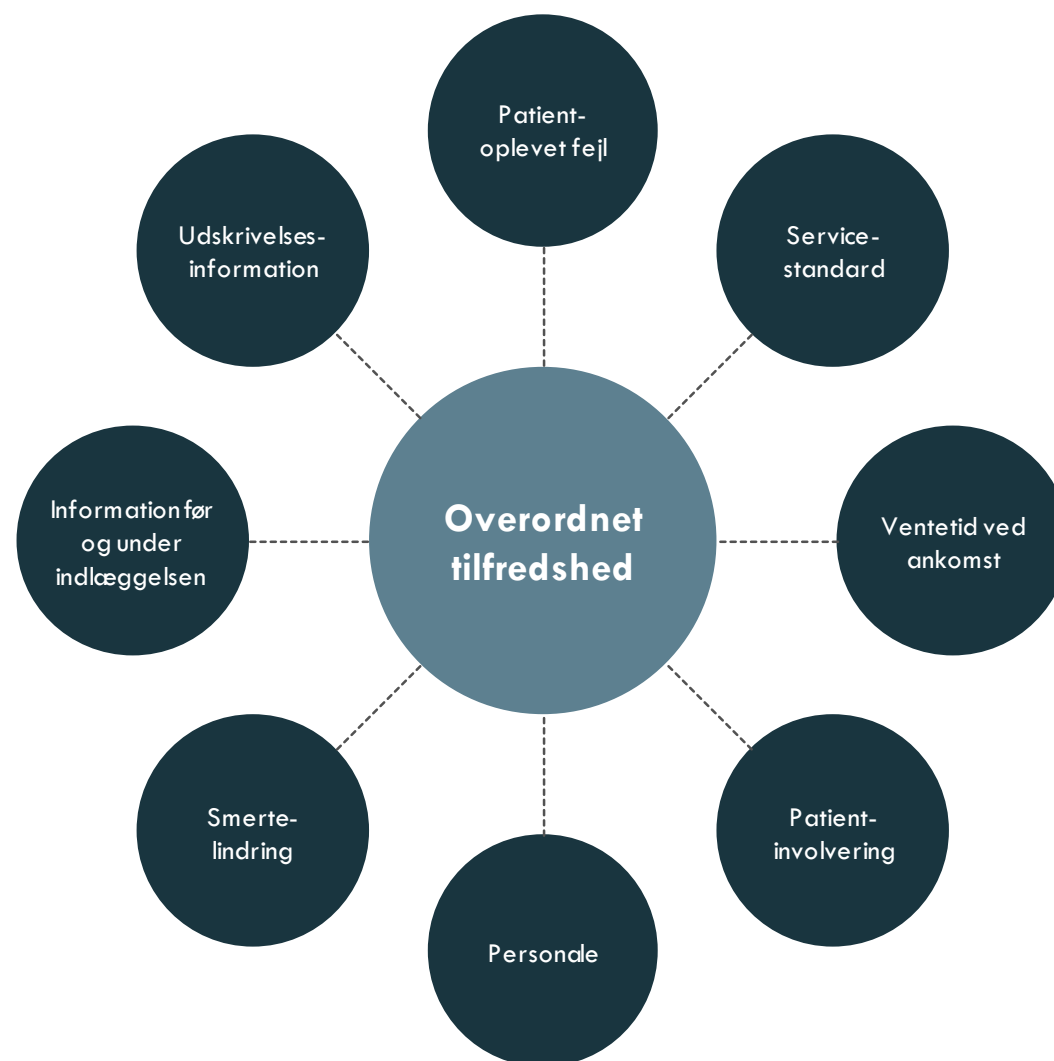 Patient-
oplevet fejl
Service-
standard
Ventetid ved
ankomst
Patient-
involvering
Personale
Smerte-
lindring
Information før
og under
indlæggelsen
Udskrivelses-
information
Overordnet
tilfredshed